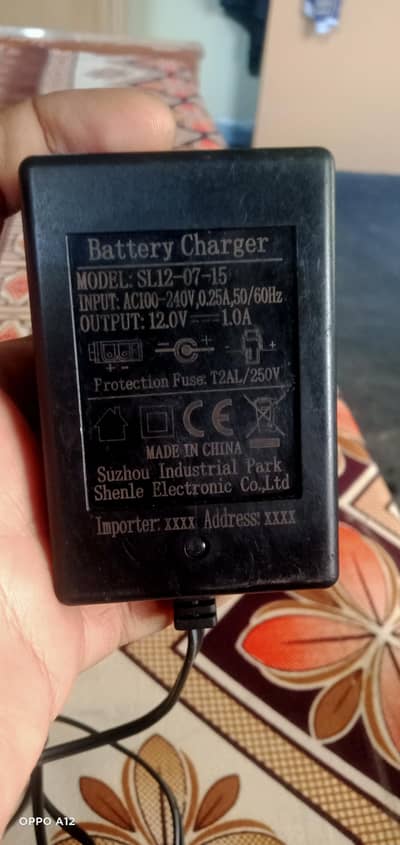 Battery Charger
MODEL: SL12-07-15
INPUT: AC100-240V,0.25A,50/60Hz
OUTPUT: 12.0V⎓1.0A
- +
- +
+
Protection Fuse: T2AL/250V
CE
MADE IN CHINA
Suzhou Industrial Park
Shenle Electronic Co.,Ltd
Importer: xxxx Address: xxxx
OPPO A12